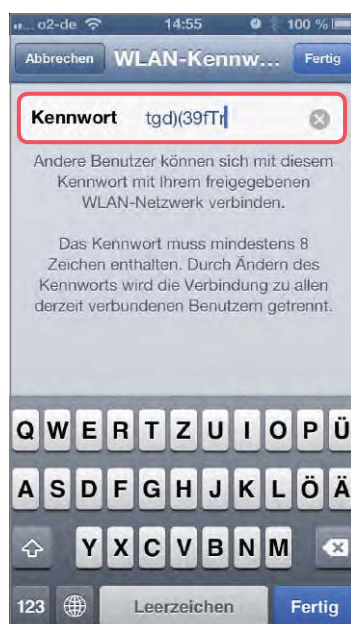 o2-de 14:55 100 %
Abbrechen WLAN-Kennw... Fertig
Kennwort tgd)(39fTr
Andere Benutzer können sich mit diesem
Kennwort mit Ihrem freigegebenen
WLAN-Netzwerk verbinden.
Das Kennwort muss mindestens 8
Zeichen enthalten. Durch Ändern des
Kennworts wird die Verbindung zu allen
derzeit verbundenen Benutzern getrennt.
Q W E R T Z U I O P Ü
A S D F G H J K L Ö Ä
Y X C V B N M
123 Leerzeichen Fertig